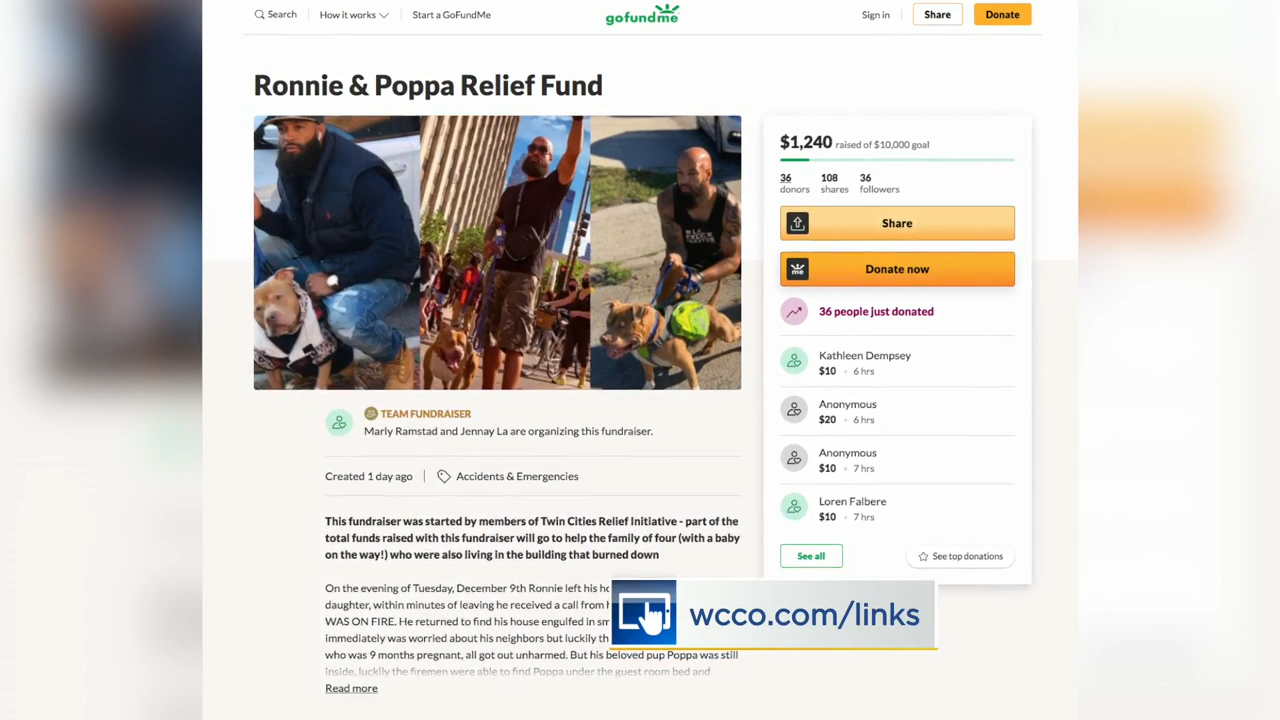 Search
How it works
Start a GoFundMe
gofundme
Sign in
Share
Donate
Ronnie & Poppa Relief Fund
$1,240 raised of $10,000 goal
36 donors
108 shares
36 followers
Share
me
Donate now
36 people just donated
Kathleen Dempsey
$10 • 6 hrs
Anonymous
$20 • 6 hrs
Anonymous
$10 • 7 hrs
Loren Falbere
$10 • 7 hrs
See all
See top donations
TEAM FUNDRAISER
Marly Ramstad and Jennay La are organizing this fundraiser.
Created 1 day ago
Accidents & Emergencies
This fundraiser was started by members of Twin Cities Relief Initiative - part of the
total funds raised with this fundraiser will go to help the family of four (with a baby
on the way!) who were also living in the building that burned down
On the evening of Tuesday, December 9th Ronnie left his
daughter, within minutes of leaving he received a call from
WAS ON FIRE. He returned to find his house engulfed in
immediately was worried about his neighbors but luckily
who was 9 months pregnant, all got out unharmed. But his beloved pup Poppa was still
inside, luckily the firemen were able to find Poppa under the guest room bed and
Read more
wcco.com/links